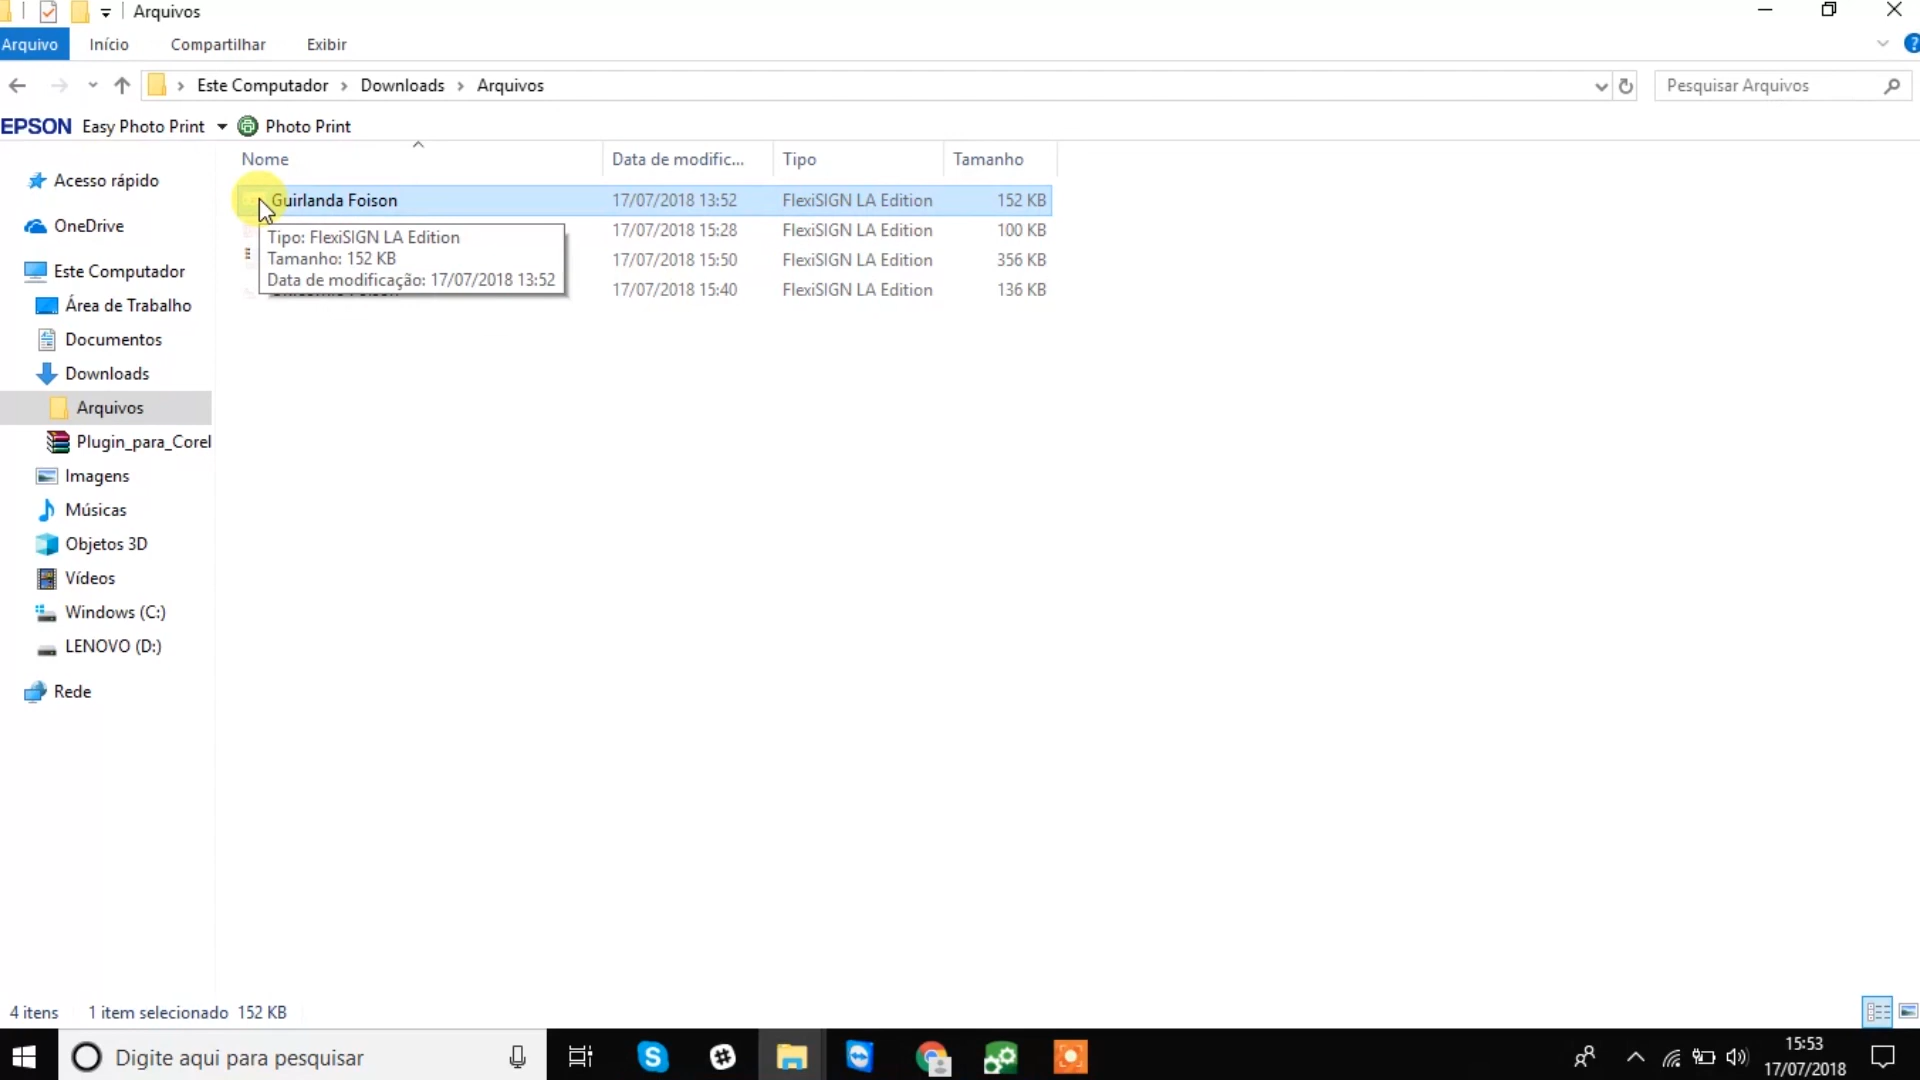 Arquivos
Arquivo Início Compartilhar Exibir
Este Computador Downloads Arquivos
Pesquisar Arquivos
EPSON Easy Photo Print Photo Print
Nome Data de modific... Tipo Tamanho
Guirlanda Foison 17/07/2018 13:52 FlexiSIGN LA Edition 152 KB
17/07/2018 15:28 FlexiSIGN LA Edition 100 KB
17/07/2018 15:50 FlexiSIGN LA Edition 356 KB
17/07/2018 15:40 FlexiSIGN LA Edition 136 KB
Tipo: FlexiSIGN LA Edition
Tamanho: 152 KB
Data de modificação: 17/07/2018 13:52
Acesso rápido
OneDrive
Este Computador
Área de Trabalho
Documentos
Downloads
Arquivos
Plugin_para_Corel
Imagens
Músicas
Objetos 3D
Vídeos
Windows (C:)
LENOVO (D:)
Rede
4 itens 1 item selecionado 152 KB
Digite aqui para pesquisar
15:53
17/07/2018